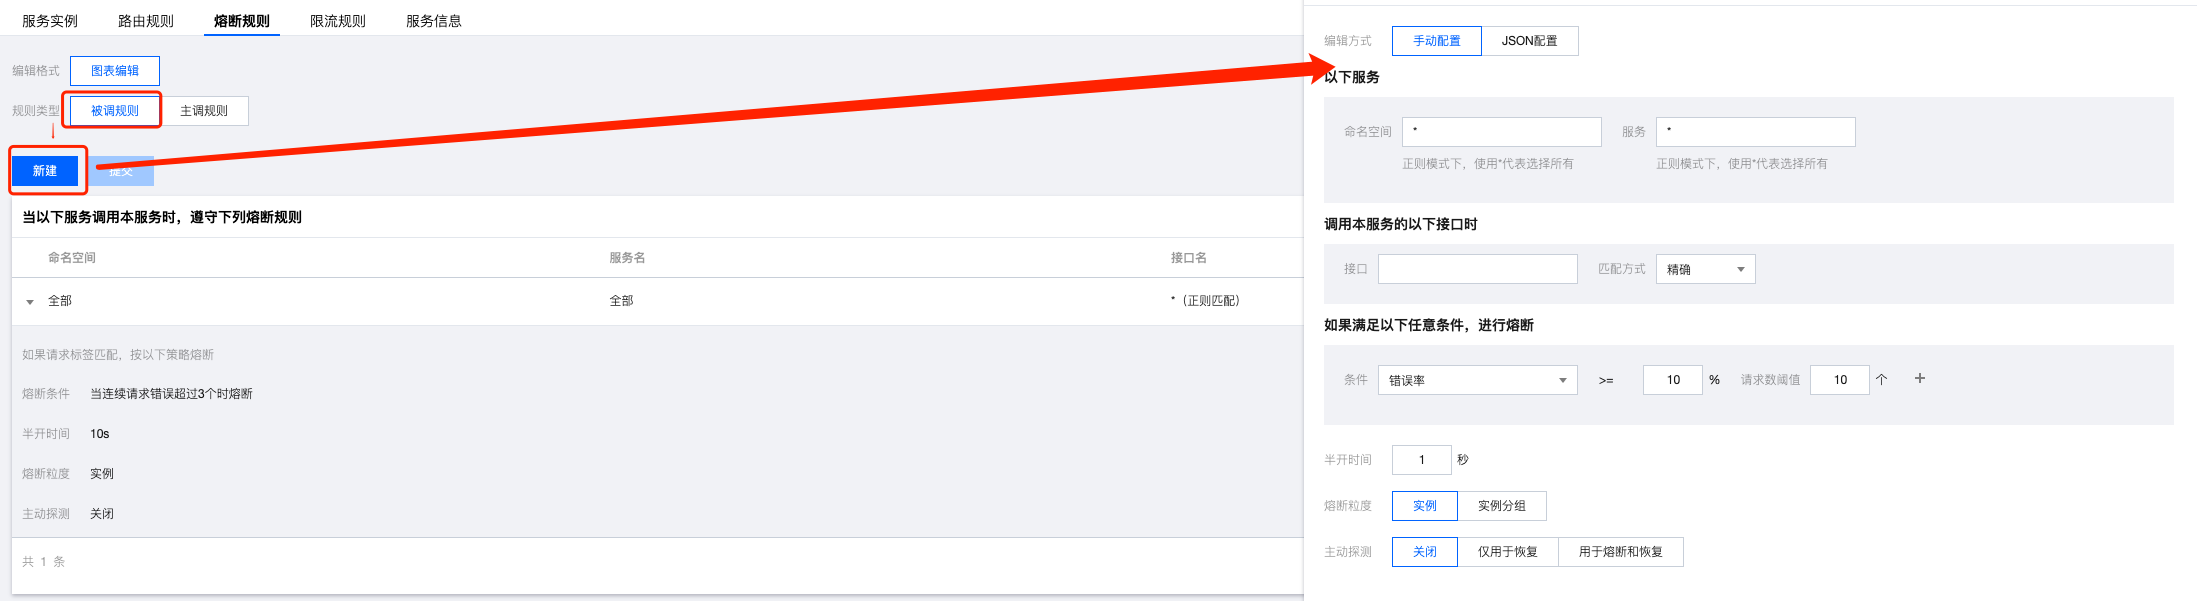 服务实例 路由规则 熔断规则 限流规则 服务信息
编辑格式 图表编辑
规则类型 被调规则 主调规则
新建 提交
当以下服务调用本服务时，遵守下列熔断规则
命名空间 服务名 接口名
全部 全部 *（正则匹配）
如果请求标签匹配，按以下策略熔断
熔断条件 当连续请求错误超过3个时熔断
半开时间 10s
熔断粒度 实例
主动探测 关闭
共 1 条
编辑方式 手动配置 JSON配置
以下服务
命名空间 * 服务 *
正则模式下，使用*代表选择所有 正则模式下，使用*代表选择所有
调用本服务的以下接口时
接口 匹配方式 精确
如果满足以下任意条件，进行熔断
条件 错误率 >= 10 % 请求数阈值 10 个 +
半开时间 1 秒
熔断粒度 实例 实例分组
主动探测 关闭 仅用于恢复 用于熔断和恢复